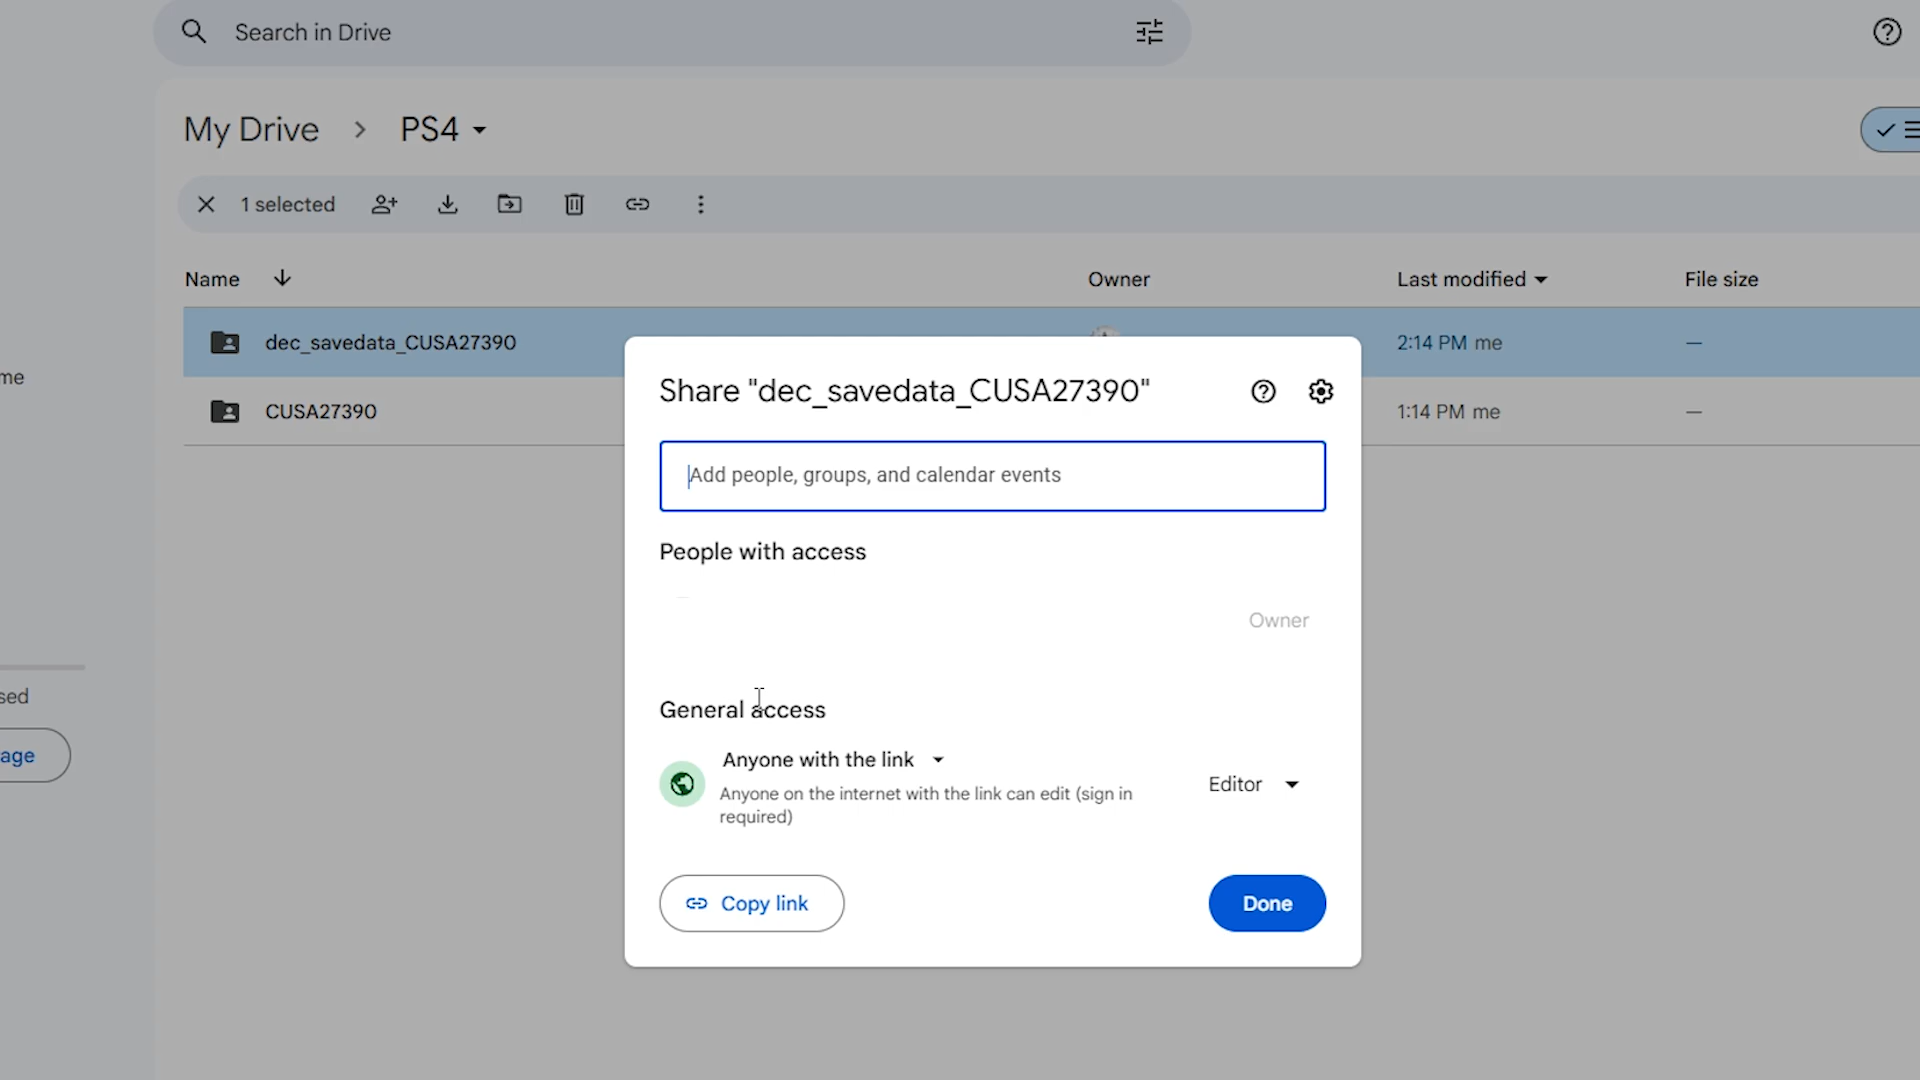 Search in Drive
My Drive > PS4
1 selected
Name
Owner
Last modified
File size
dec_savedata_CUSA27390
2:14 PM me
—
me
CUSA27390
1:14 PM me
—
Share "dec_savedata_CUSA27390"
Add people, groups, and calendar events
People with access
Owner
sed
General access
age
Anyone with the link
Anyone on the internet with the link can edit (sign in
required)
Editor
Copy link
Done